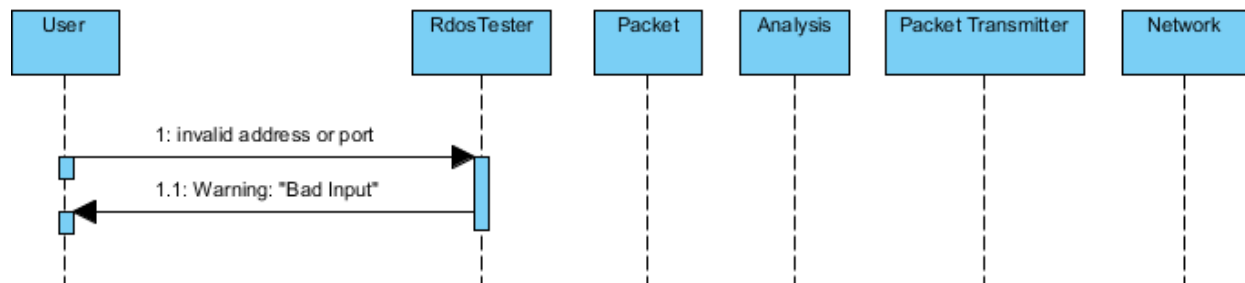 User
RdosTester
Packet
Analysis
Packet Transmitter
Network
1: invalid address or port
1.1: Warning: "Bad Input"